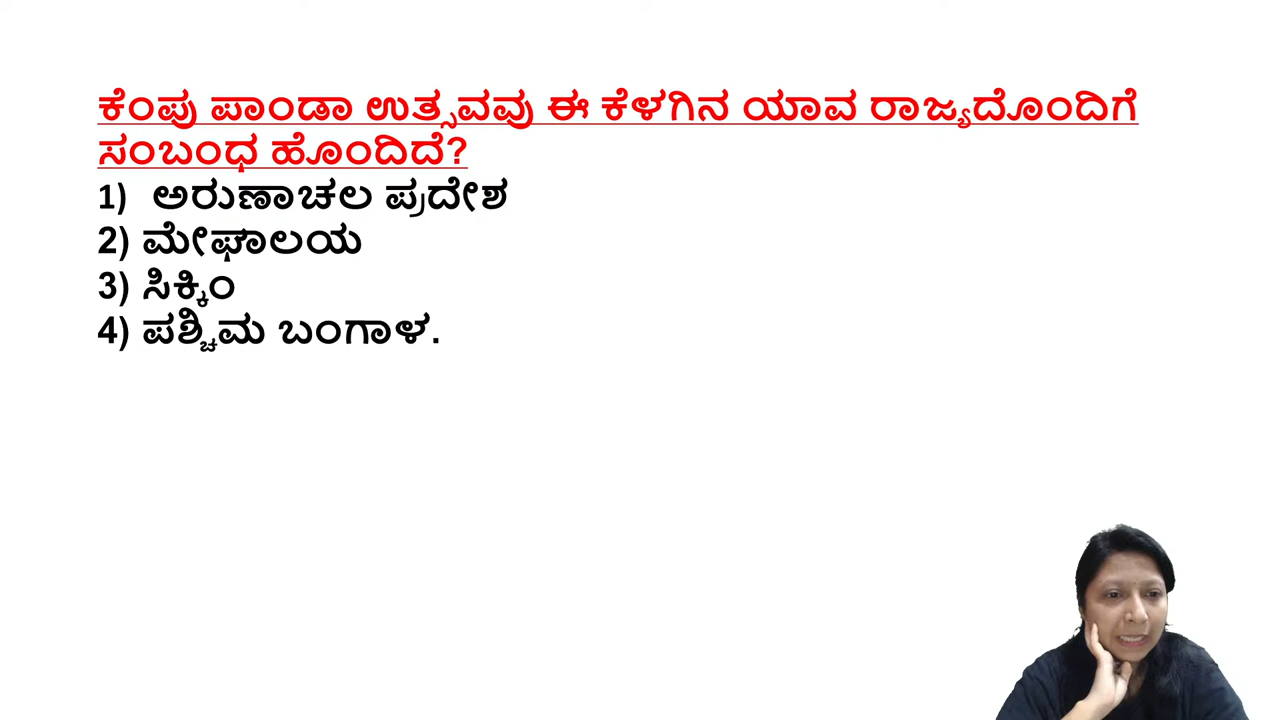 ಕೆಂಪು ಪಾಂಡಾ ಉತ್ಸವವು ಈ ಕೆಳಗಿನ ಯಾವ ರಾಜ್ಯದೊಂದಿಗೆ
ಸಂಬಂಧ ಹೊಂದಿದೆ?
1) ಅರುಣಾಚಲ ಪ್ರದೇಶ
2) ಮೇಘಾಲಯ
3) ಸಿಕ್ಕಿಂ
4) ಪಶ್ಚಿಮ ಬಂಗಾಳ.